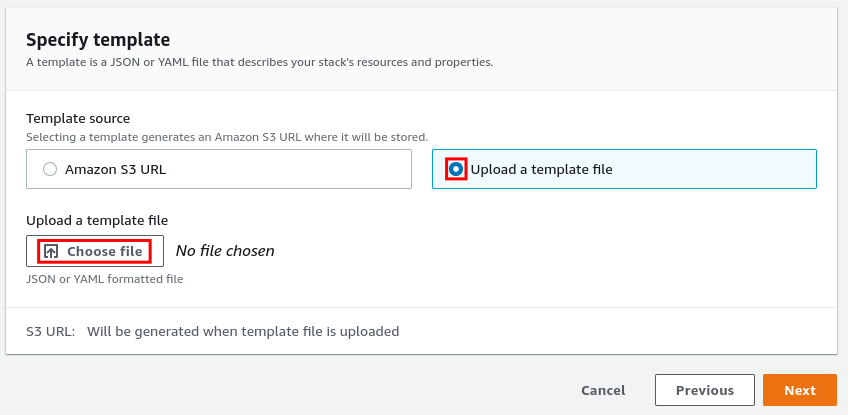 Specify template
A template is a JSON or YAML file that describes your stack's resources and properties.
Template source
Selecting a template generates an Amazon S3 URL where it will be stored.
Amazon S3 URL
Upload a template file
Upload a template file
Choose file No file chosen
JSON or YAML formatted file
S3 URL: Will be generated when template file is uploaded
Cancel Previous Next